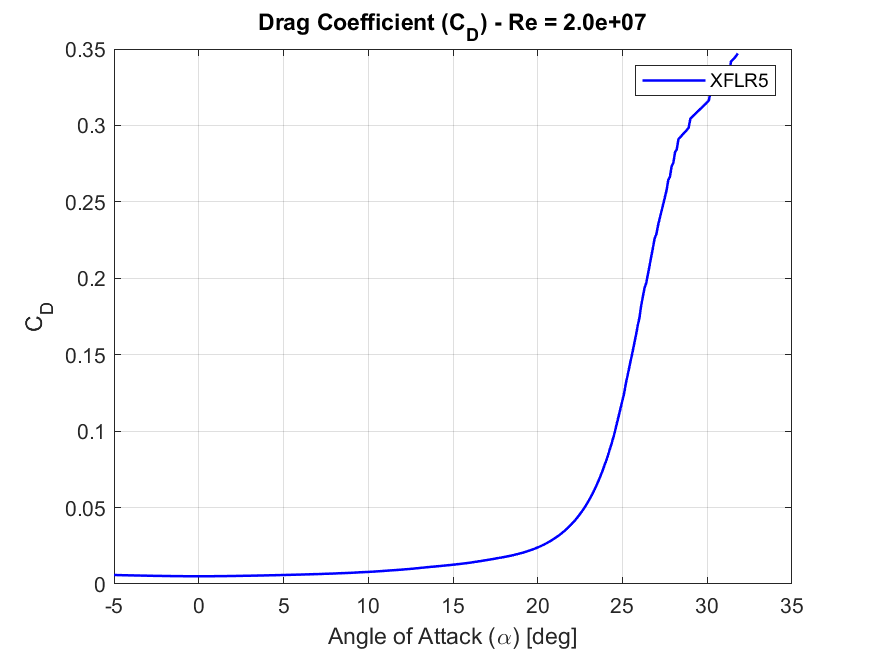 Drag Coefficient (C_D) - Re = 2.0e+07
0.35
XFLR5
0.3
0.25
0.2
C_D
0.15
0.1
0.05
0
-5 0 5 10 15 20 25 30 35
Angle of Attack (α) [deg]